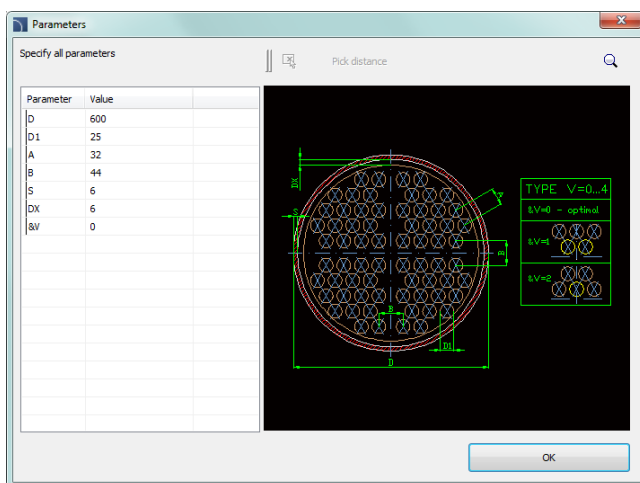 Parameters
Specify all parameters
Pick distance
Parameter Value
D 600
D1 25
A 32
B 44
S 6
DX 6
&V 0
DX
S
A
B
B
D1
D
TYPE V=0...4
&V=0 - optimal
&V=1
&V=2
OK